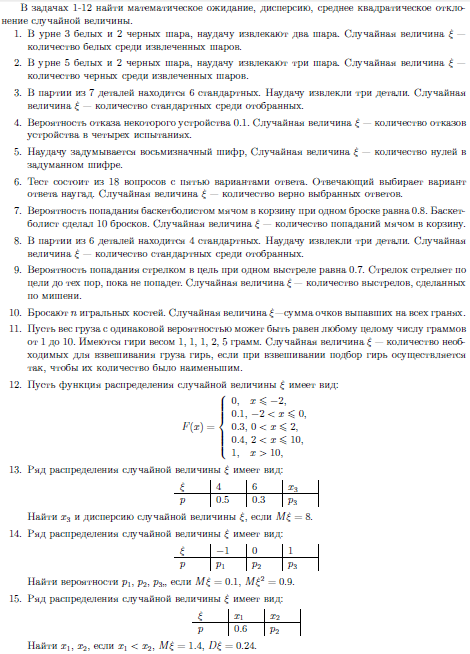 В задачах 1-12 найти математическое ожидание, дисперсию, среднее квадратическое откло-
нение случайной величины.
1. В урне 3 белых и 2 черных шара, наудачу извлекают два шара. Случайная величина ξ —
количество белых среди извлеченных шаров.
2. В урне 5 белых и 2 черных шара, наудачу извлекают три шара. Случайная величина ξ —
количество черных среди извлеченных шаров.
3. В партии из 7 деталей находится 6 стандартных. Наудачу извлекли три детали. Случайная
величина ξ — количество стандартных среди отобранных.
4. Вероятность отказа некоторого устройства 0.1. Случайная величина ξ — количество отказов
устройства в четырех испытаниях.
5. Наудачу задумывается восьмизначный шифр, Случайная величина ξ — количество нулей в
задуманном шифре.
6. Тест состоит из 18 вопросов с пятью вариантами ответа. Отвечающий выбирает вариант
ответа наугад. Случайная величина ξ — количество верно выбранных ответов.
7. Вероятность попадания баскетболистом мячом в корзину при одном броске равна 0.8. Баскет-
болист сделал 10 бросков. Случайная величина ξ — количество попаданий мячом в корзину.
8. В партии из 6 деталей находится 4 стандартных. Наудачу извлекли три детали. Случайная
величина ξ — количество стандартных среди отобранных.
9. Вероятность попадания стрелком в цель при одном выстреле равна 0.7. Стрелок стреляет по
цели до тех пор, пока не попадет. Случайная величина ξ — количество выстрелов, сделанных
по мишени.
10. Бросают n игральных костей. Случайная величина ξ—сумма очков выпавших на всех гранях.
11. Пусть вес груза с одинаковой вероятностью может быть равен любому целому числу граммов
от 1 до 10. Имеются гири весом 1, 1, 1, 2, 5 грамм. Случайная величина ξ — количество необ-
ходимых для взвешивания груза гирь, если при взвешивании подбор гирь осуществляется
так, чтобы их количество было наименьшим.
12. Пусть функция распределения случайной величины ξ имеет вид:
F(x) = { 0, x ⩽ −2,
0.1, −2 < x ⩽ 0,
0.3, 0 < x ⩽ 2,
0.4, 2 < x ⩽ 10,
1, x > 10,
13. Ряд распределения случайной величины ξ имеет вид:
ξ 4 6 x₃
p 0.5 0.3 p₃
Найти x₃ и дисперсию случайной величины ξ, если Mξ = 8.
14. Ряд распределения случайной величины ξ имеет вид:
ξ −1 0 1
p p₁ p₂ p₃
Найти вероятности p₁, p₂, p₃,, если Mξ = 0.1, Mξ² = 0.9.
15. Ряд распределения случайной величины ξ имеет вид:
ξ x₁ x₂
p 0.6 p₂
Найти x₁, x₂, если x₁ < x₂, Mξ = 1.4, Dξ = 0.24.